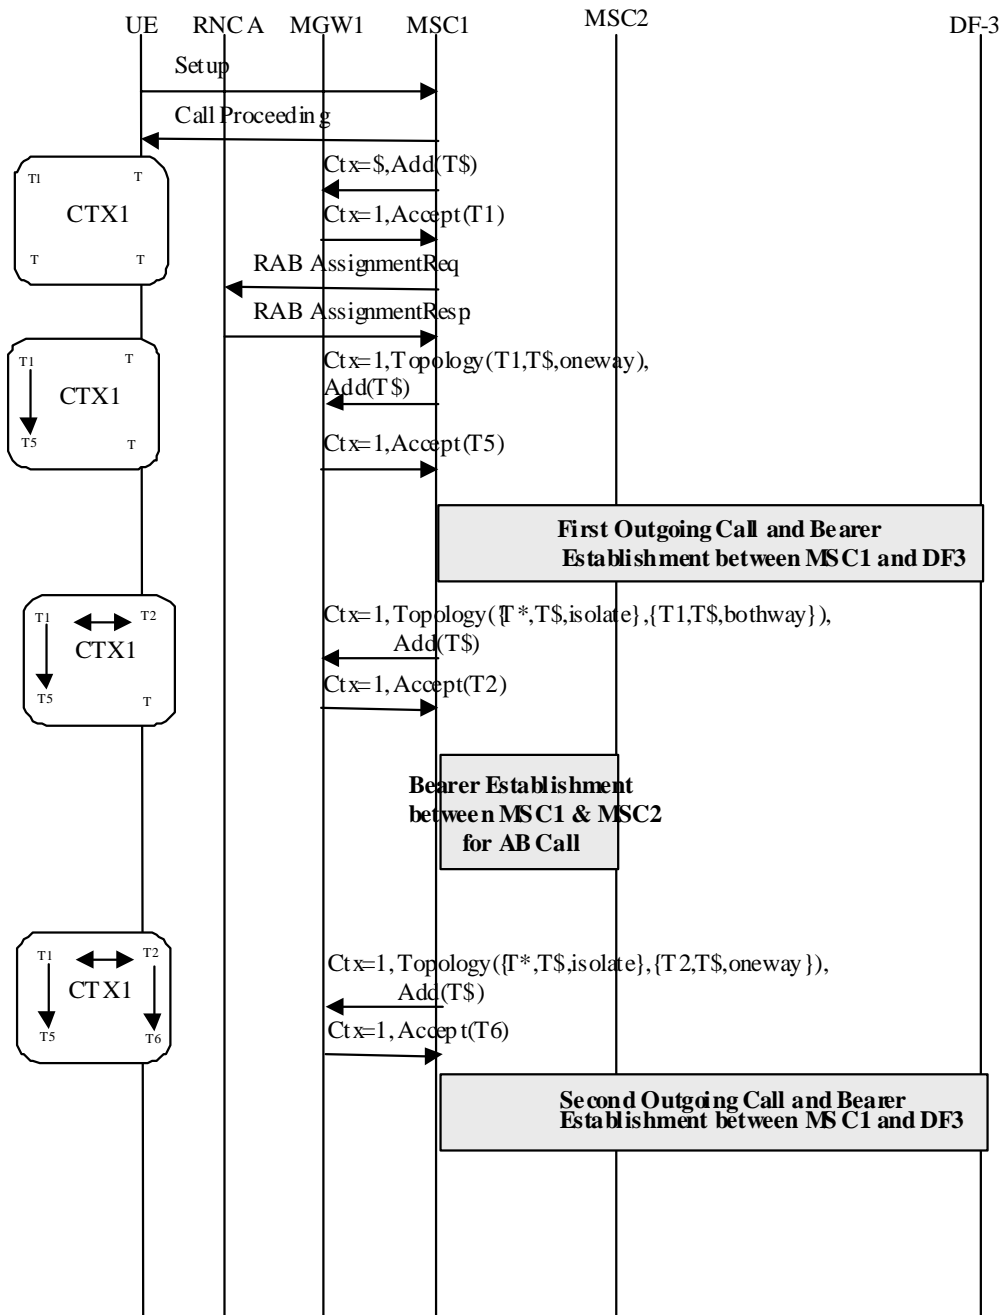 UE RNC A MGW1 MSC1 MSC2 DF-3
Setup
Call Proceeding
Ctx=$, Add(T$)
T1 T
CTX1
T T
Ctx=1, Accept(T1)
RAB AssignmentReq
RAB AssignmentResp
Ctx=1, Topology(T1,T$,oneway),
Add(T$)
T1 T
CTX1
T5 T
Ctx=1, Accept(T5)
First Outgoing Call and Bearer
Establishment between MSC1 and DF3
Ctx=1, Topology({T*,T$,isolate},{T1,T$,bothway}),
Add(T$)
T1 T2
CTX1
T5 T
Ctx=1, Accept(T2)
Bearer Establishment
between MSC1 & MSC2
for AB Call
T1 T2
CTX1
T5 T6
Ctx=1, Topology({T*,T$,isolate},{T2,T$,oneway}),
Add(T$)
Ctx=1, Accept(T6)
Second Outgoing Call and Bearer
Establishment between MSC1 and DF3